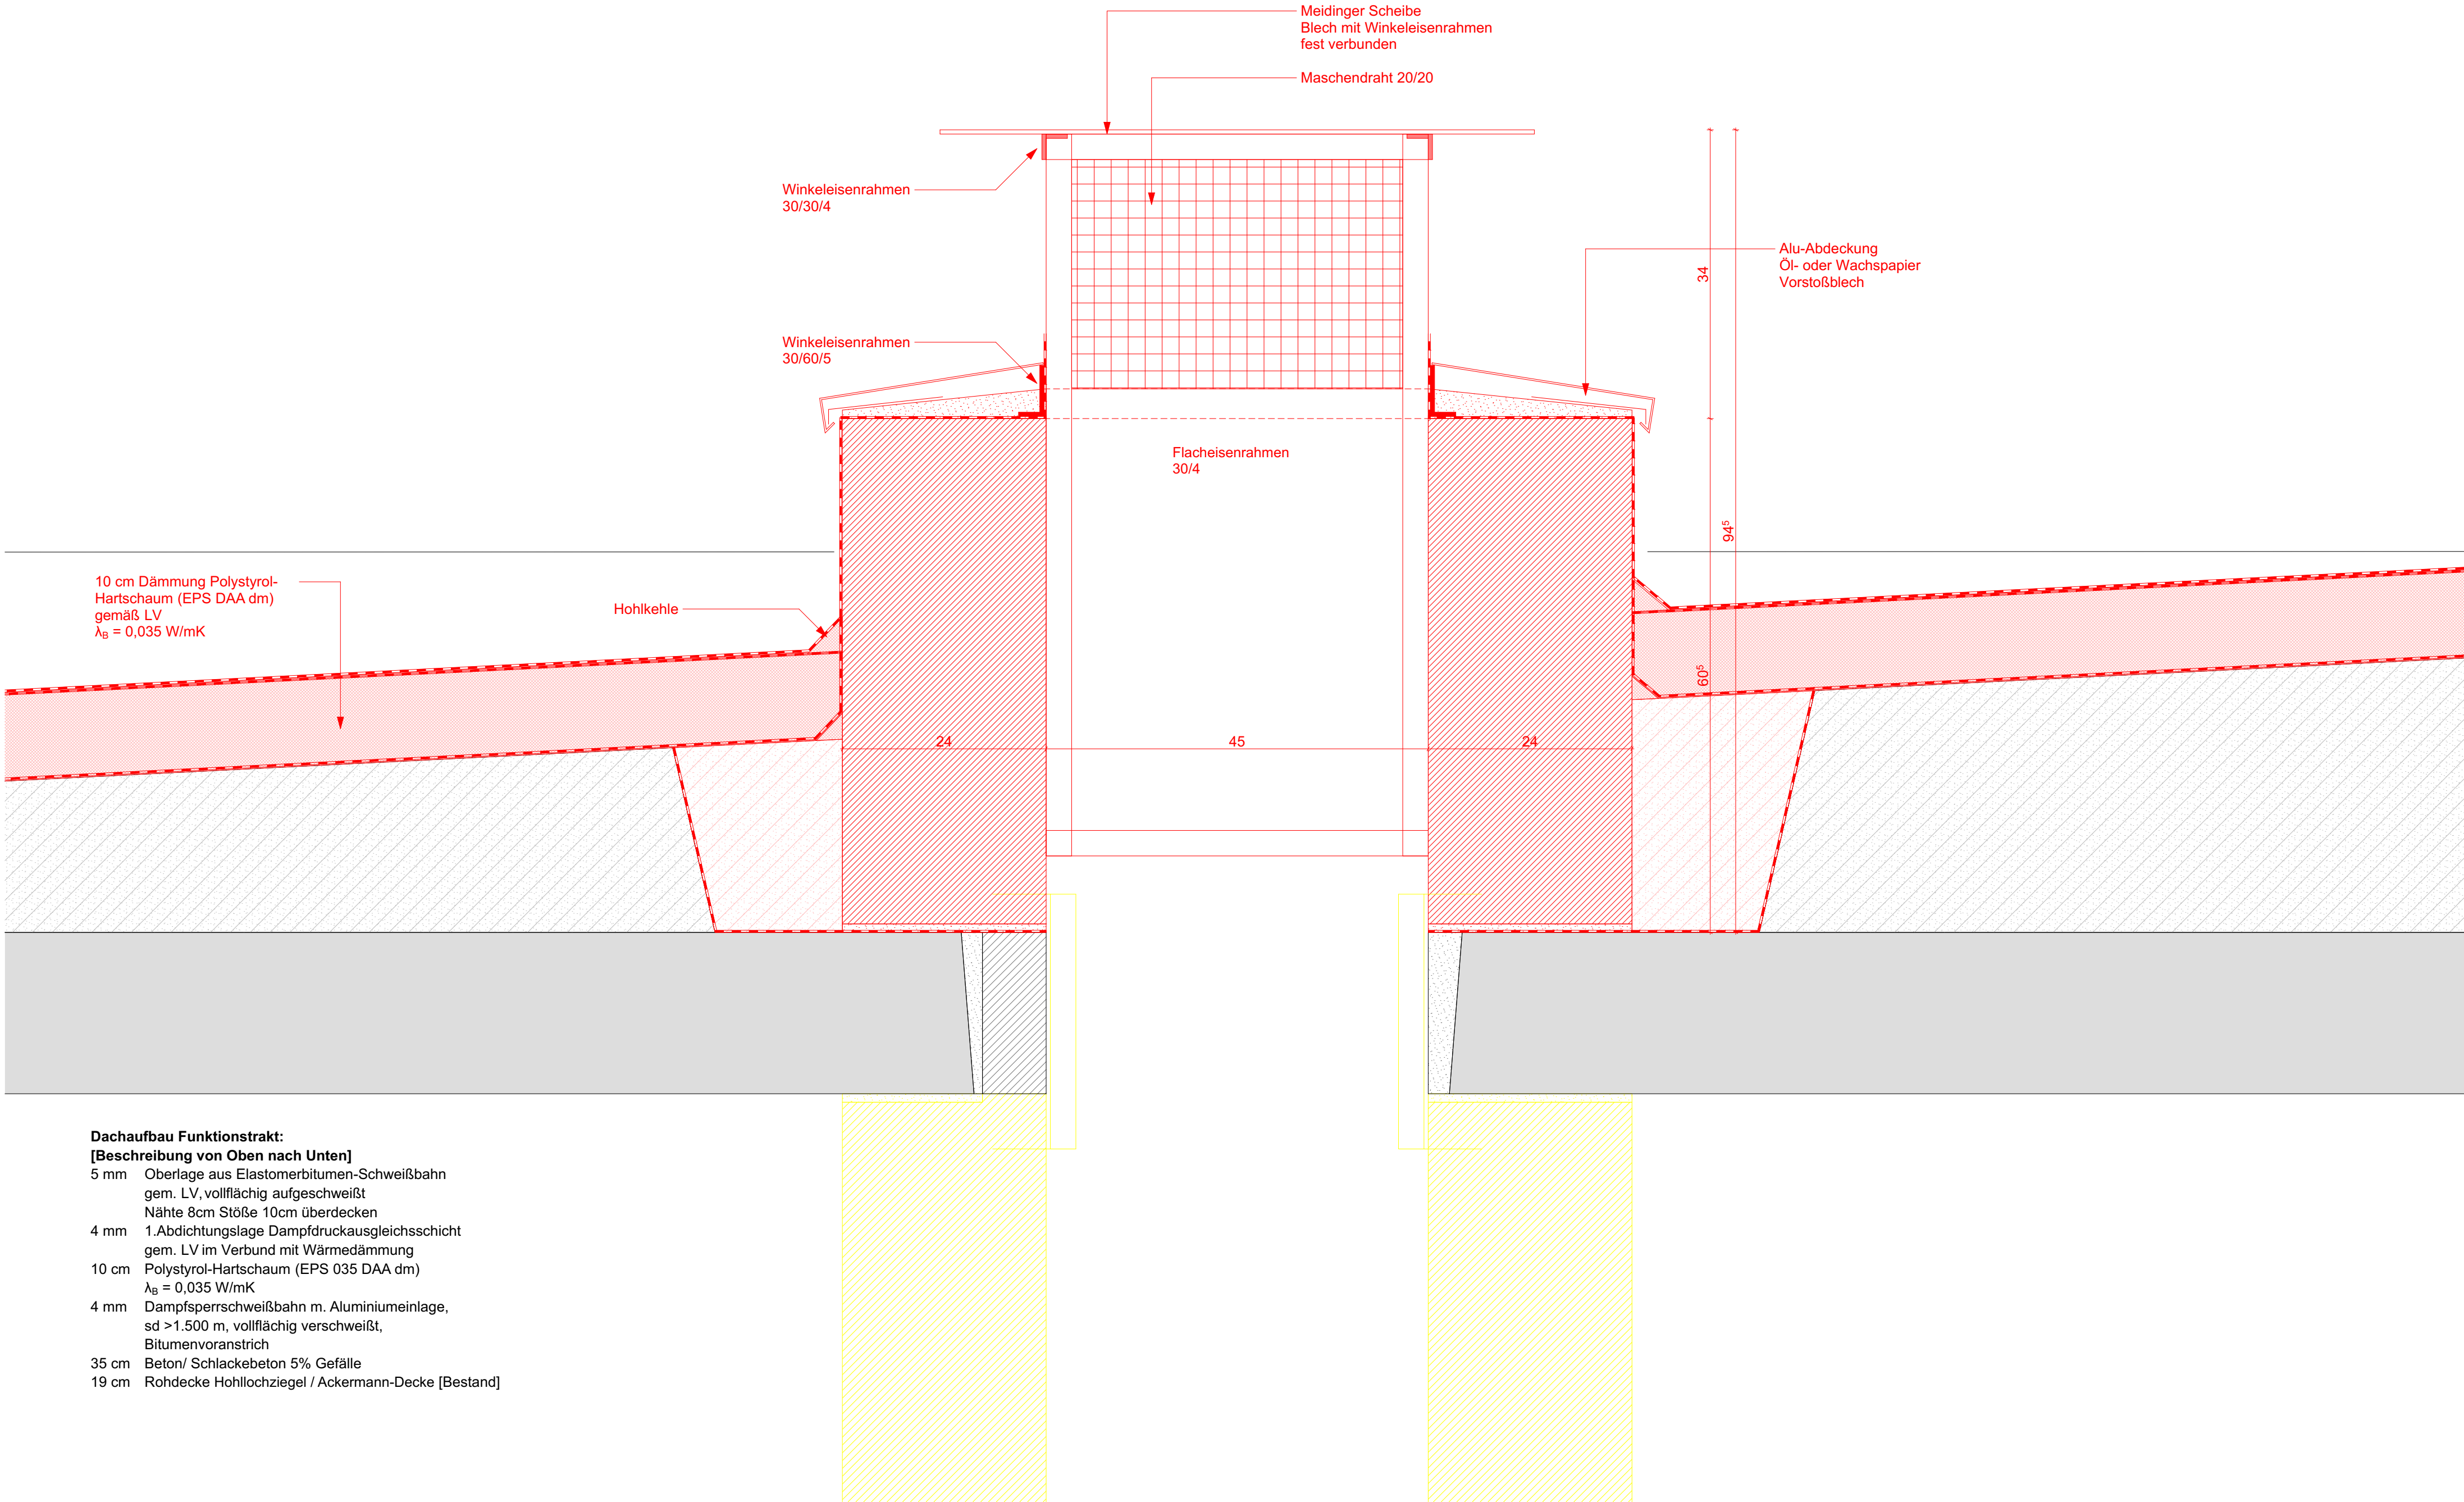 Meidinger Scheibe
Blech mit Winkeleisenrahmen
fest verbunden
Maschendraht 20/20
Winkeleisenrahmen
30/30/4
Alu-Abdeckung
Öl- oder Wachspapier
Vorstoßblech
34
Winkeleisenrahmen
30/60/5
Flacheisenrahmen
30/4
94⁵
10 cm Dämmung Polystyrol-
Hartschaum (EPS DAA dm)
gemäß LV
λB = 0,035 W/mK
Hohlkehle
60⁵
24
45
24
Dachaufbau Funktionstrakt:
[Beschreibung von Oben nach Unten]
5 mm Oberlage aus Elastomerbitumen-Schweißbahn
gem. LV, vollflächig aufgeschweißt
Nähte 8cm Stöße 10cm überdecken
4 mm 1.Abdichtungslage Dampfdruckausgleichsschicht
gem. LV im Verbund mit Wärmedämmung
10 cm Polystyrol-Hartschaum (EPS 035 DAA dm)
λB = 0,035 W/mK
4 mm Dampfsperrschweißbahn m. Aluminiumeinlage,
sd >1.500 m, vollflächig verschweißt,
Bitumenvoranstrich
35 cm Beton/ Schlackebeton 5% Gefälle
19 cm Rohdecke Hohllochziegel / Ackermann-Decke [Bestand]